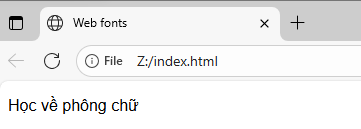 Web fonts
File Z:/index.html
Học về phông chữ